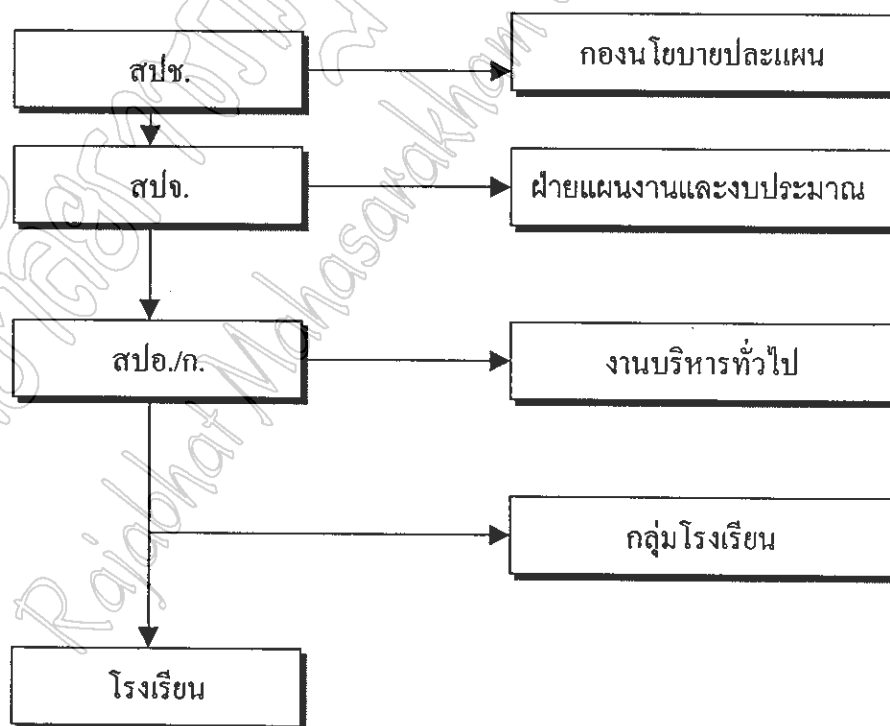 สปช.
กองนโยบายปละแผน
สปจ.
ฝ่ายแผนงานและงบประมาณ
สปอ./ก.
งานบริหารทั่วไป
กลุ่มโรงเรียน
โรงเรียน
Rajabhat Mahasarakham